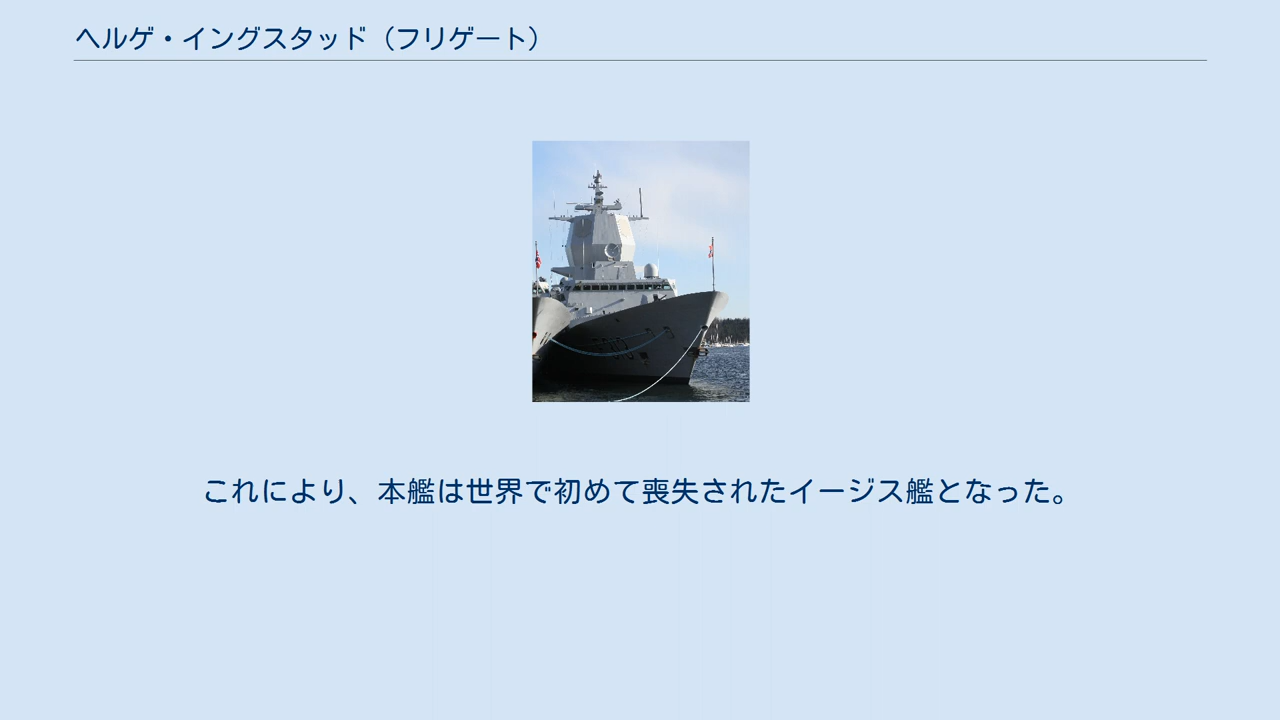 ヘルゲ・イングスタッド（フリゲート）
これにより、本艦は世界で初めて喪失されたイージス艦となった。